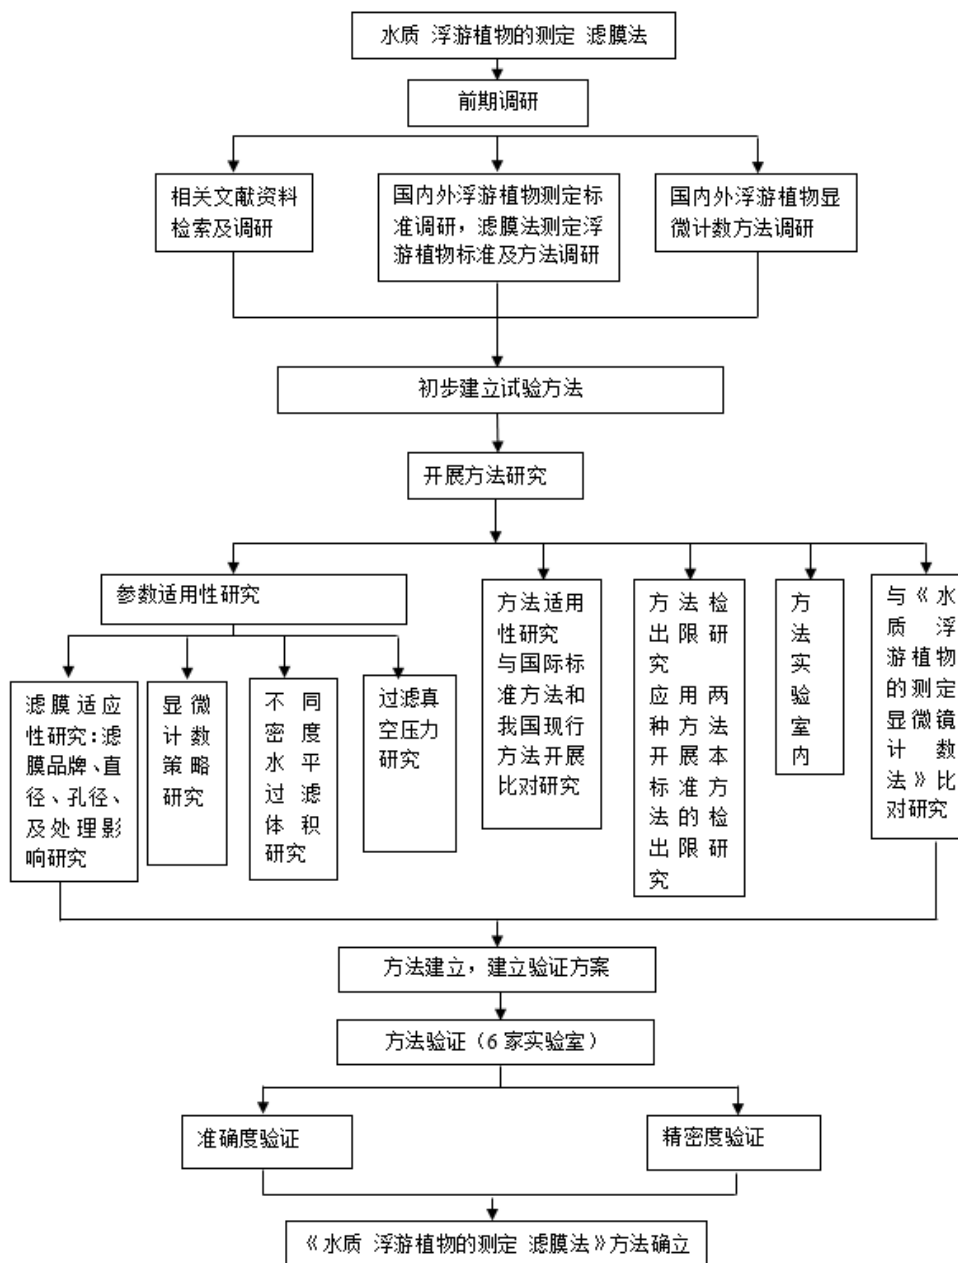 水质 浮游植物的测定 滤膜法
前期调研
相关文献资料
检索及调研
国内外浮游植物测定标
准调研，滤膜法测定浮
游植物标准及方法调研
国内外浮游植物显
微计数方法调研
初步建立试验方法
开展方法研究
参数适用性研究
滤膜适应
性研究：滤
膜品牌、直
径、孔径、
及处理影
响研究
显微
计数
策略
研究
不同
密度
水平
过滤
体积
研究
过滤真
空压力
研究
方法适用
性研究
与国际标
准方法和
我国现行
方法开展
比对研究
方法检
出限研
究
应用两
种方法
开展本
标准方
法的检
出限研
究
方
法
实
验
室
内
与《水
质 浮
游植物
的测定
显微镜
计数
法》比
对研究
方法建立，建立验证方案
方法验证（6 家实验室）
准确度验证
精密度验证
《水质 浮游植物的测定 滤膜法》方法确立